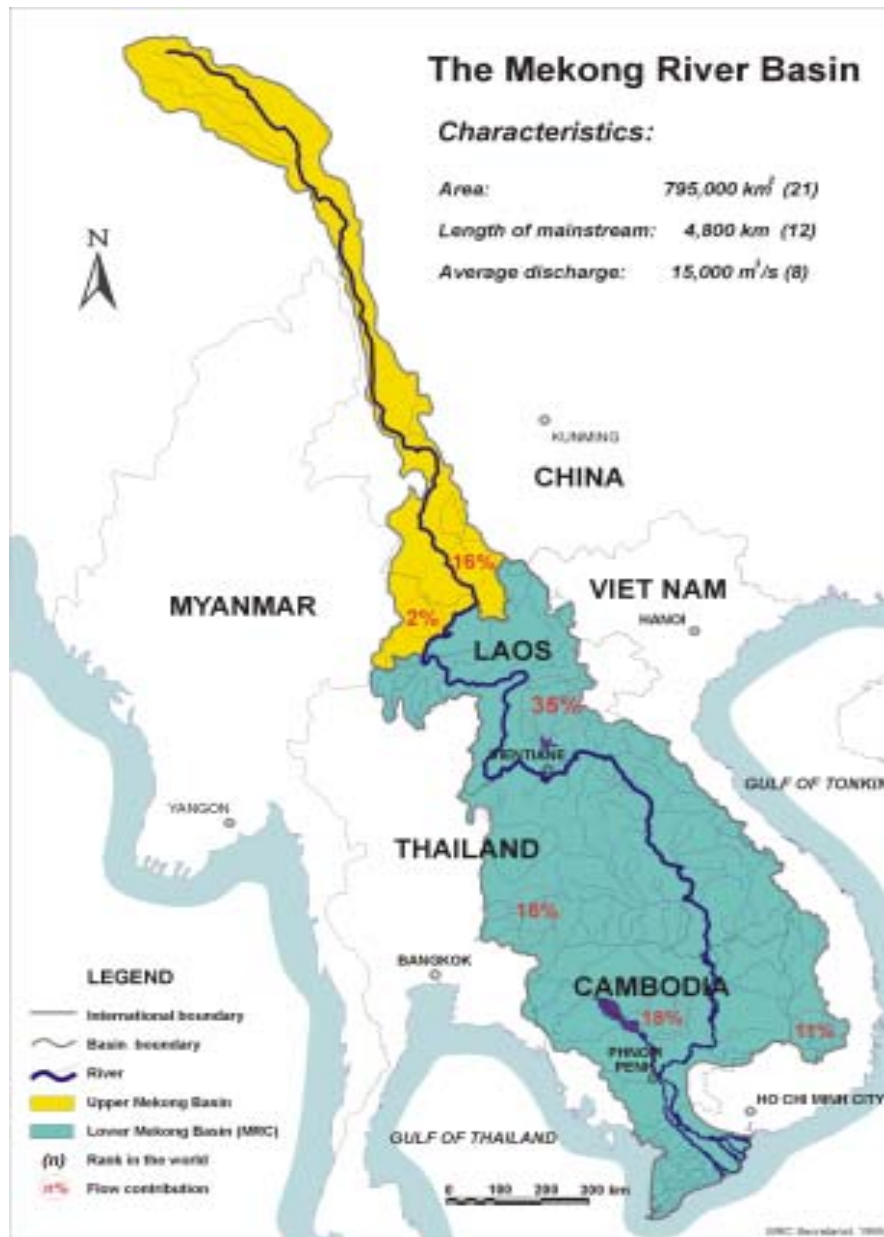 The Mekong River Basin
Characteristics:
Area: 795,000 km² (21)
Length of mainstream: 4,800 km (12)
Average discharge: 15,000 m³/s (8)
N
KUNMING
CHINA
16%
MYANMAR
VIET NAM
2%
HANOI
LAOS
35%
VIENTIANE
GULF OF TONKIN
YANGON
THAILAND
16%
BANGKOK
CAMBODIA
18%
11%
PHNOM
PENH
HO CHI MINH CITY
GULF OF THAILAND
LEGEND
International boundary
Basin boundary
River
Upper Mekong Basin
Lower Mekong Basin (MRC)
(n) Rank in the world
n% Flow contribution
0 100 200 300 km
MRC Secretariat